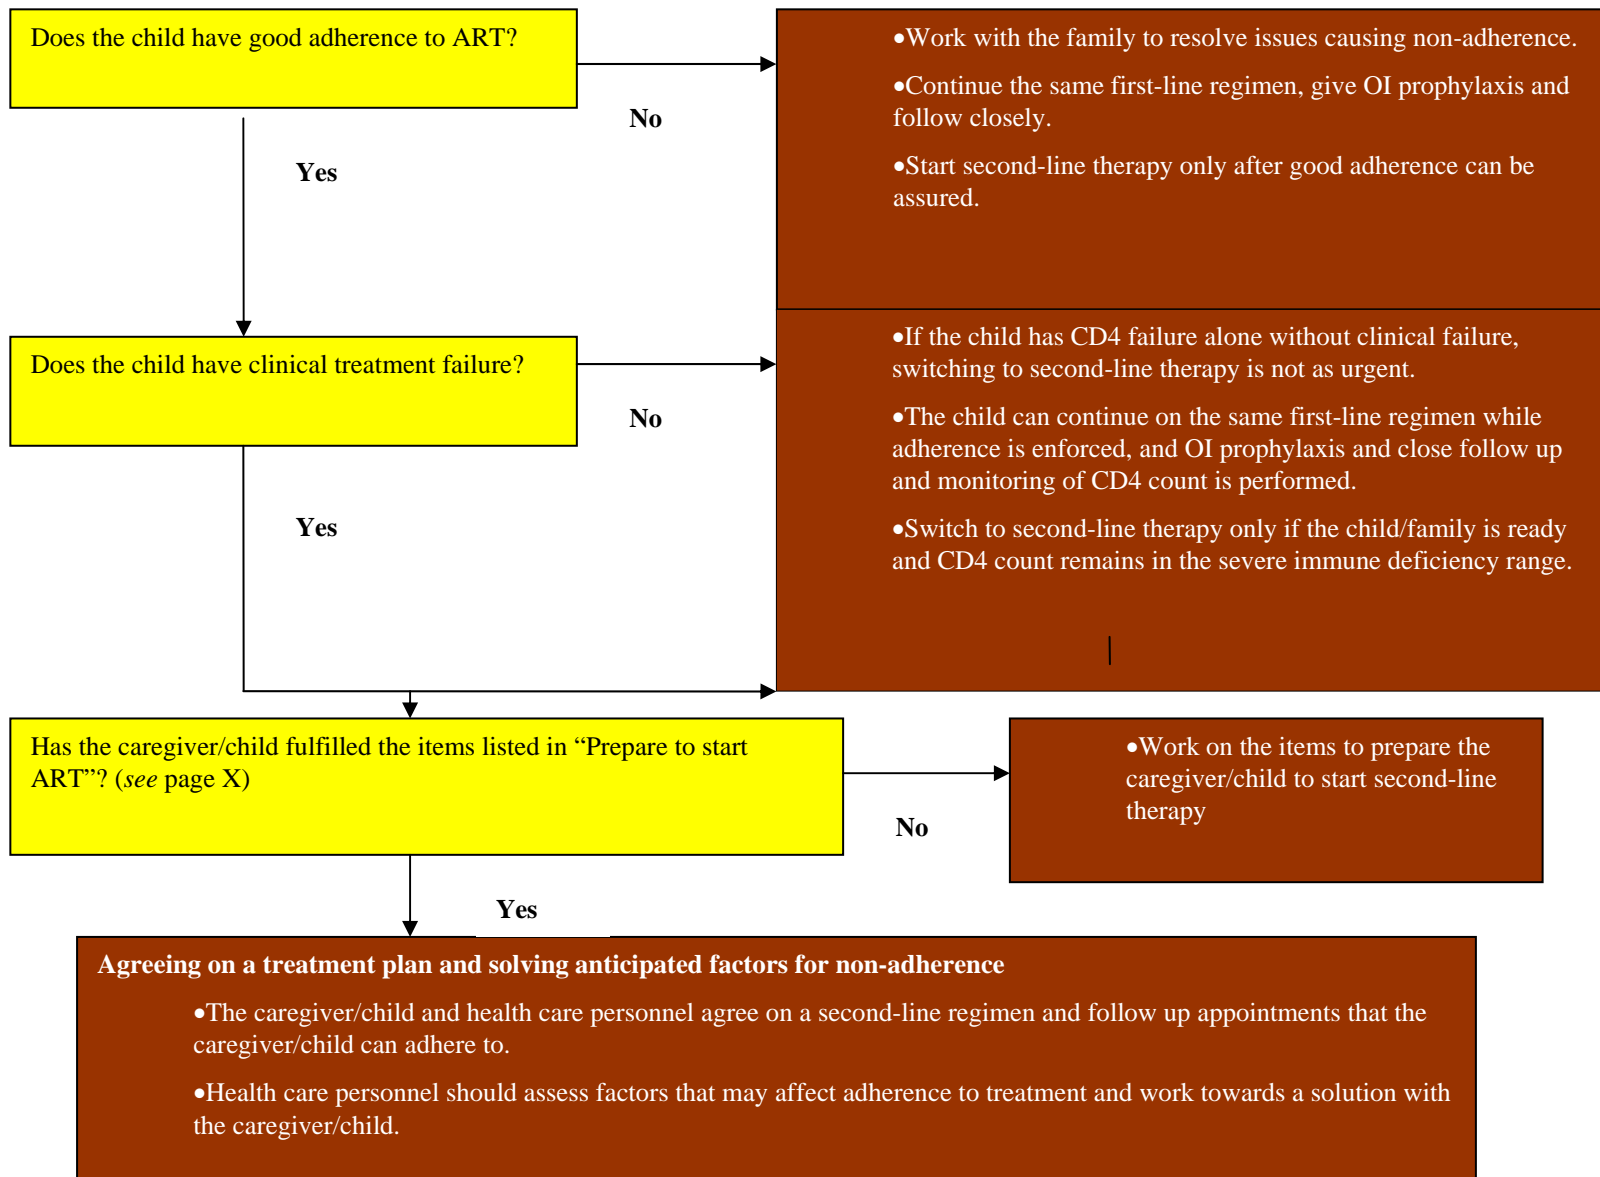 Does the child have good adherence to ART?
No
Yes
•Work with the family to resolve issues causing non-adherence.
•Continue the same first-line regimen, give OI prophylaxis and
follow closely.
•Start second-line therapy only after good adherence can be
assured.
Does the child have clinical treatment failure?
No
Yes
•If the child has CD4 failure alone without clinical failure,
switching to second-line therapy is not as urgent.
•The child can continue on the same first-line regimen while
adherence is enforced, and OI prophylaxis and close follow up
and monitoring of CD4 count is performed.
•Switch to second-line therapy only if the child/family is ready
and CD4 count remains in the severe immune deficiency range.
Has the caregiver/child fulfilled the items listed in “Prepare to start
ART”? (see page X)
No
Yes
•Work on the items to prepare the
caregiver/child to start second-line
therapy
Agreeing on a treatment plan and solving anticipated factors for non-adherence
•The caregiver/child and health care personnel agree on a second-line regimen and follow up appointments that the
caregiver/child can adhere to.
•Health care personnel should assess factors that may affect adherence to treatment and work towards a solution with
the caregiver/child.